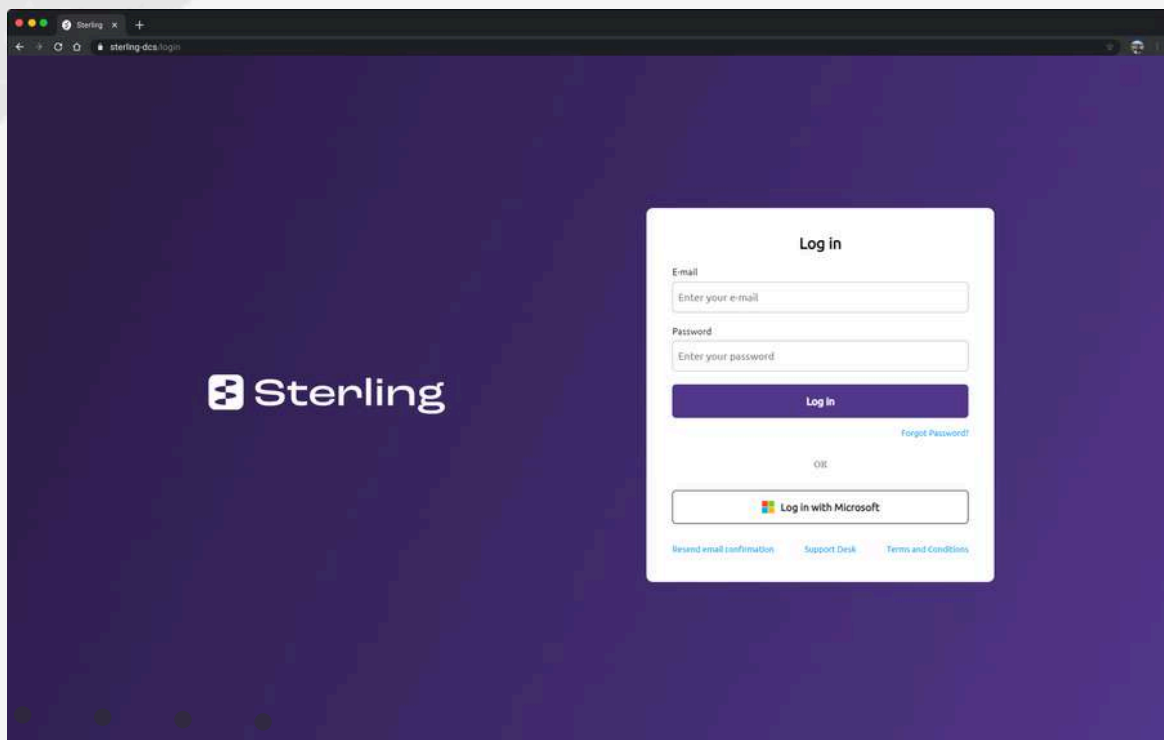 Sterling
sterling-dcs/login
Sterling
Log in
E-mail
Enter your e-mail
Password
Enter your password
Log in
Forgot Password?
OR
Log in with Microsoft
Resend email confirmation Support Desk Terms and Conditions